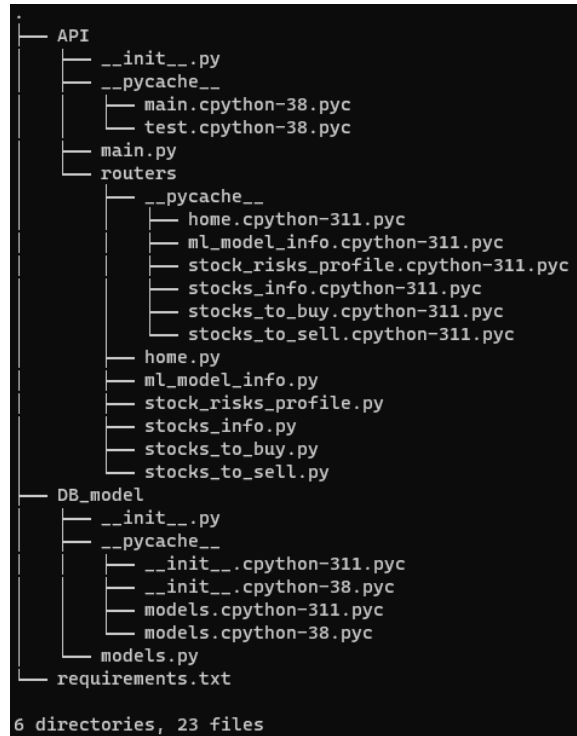 .
├── API
│   ├── __init__.py
│   ├── __pycache__
│   │   ├── main.cpython-38.pyc
│   │   └── test.cpython-38.pyc
│   ├── main.py
│   └── routers
│       ├── __pycache__
│       │   ├── home.cpython-311.pyc
│       │   ├── ml_model_info.cpython-311.pyc
│       │   ├── stock_risks_profile.cpython-311.pyc
│       │   ├── stocks_info.cpython-311.pyc
│       │   ├── stocks_to_buy.cpython-311.pyc
│       │   └── stocks_to_sell.cpython-311.pyc
│       ├── home.py
│       ├── ml_model_info.py
│       ├── stock_risks_profile.py
│       ├── stocks_info.py
│       ├── stocks_to_buy.py
│       └── stocks_to_sell.py
├── DB_model
│   ├── __init__.py
│   ├── __pycache__
│   │   ├── __init__.cpython-311.pyc
│   │   ├── __init__.cpython-38.pyc
│   │   ├── models.cpython-311.pyc
│   │   └── models.cpython-38.pyc
│   └── models.py
└── requirements.txt
6 directories, 23 files